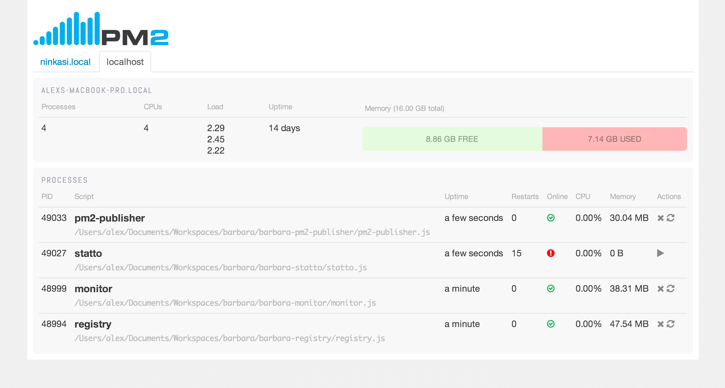 PM2
ninkasi.local localhost
ALEXS-MACBOOK-PRO.LOCAL
Processes CPUs Load Uptime Memory (16.00 GB total)
4 4 2.29 14 days
2.45
2.22
8.86 GB FREE 7.14 GB USED
PROCESSES
PID Script Uptime Restarts Online CPU Memory Actions
49033 pm2-publisher a few seconds 0 0.00% 30.04 MB
/Users/alex/Documents/Workspaces/barbara/barbara-pm2-publisher/pm2-publisher.js
49027 statto a few seconds 15 0.00% 0 B
/Users/alex/Documents/Workspaces/barbara/barbara-statto/statto.js
48999 monitor a minute 0 0.00% 38.31 MB
/Users/alex/Documents/Workspaces/barbara/barbara-monitor/monitor.js
48994 registry a minute 0 0.00% 47.54 MB
/Users/alex/Documents/Workspaces/barbara/barbara-registry/registry.js